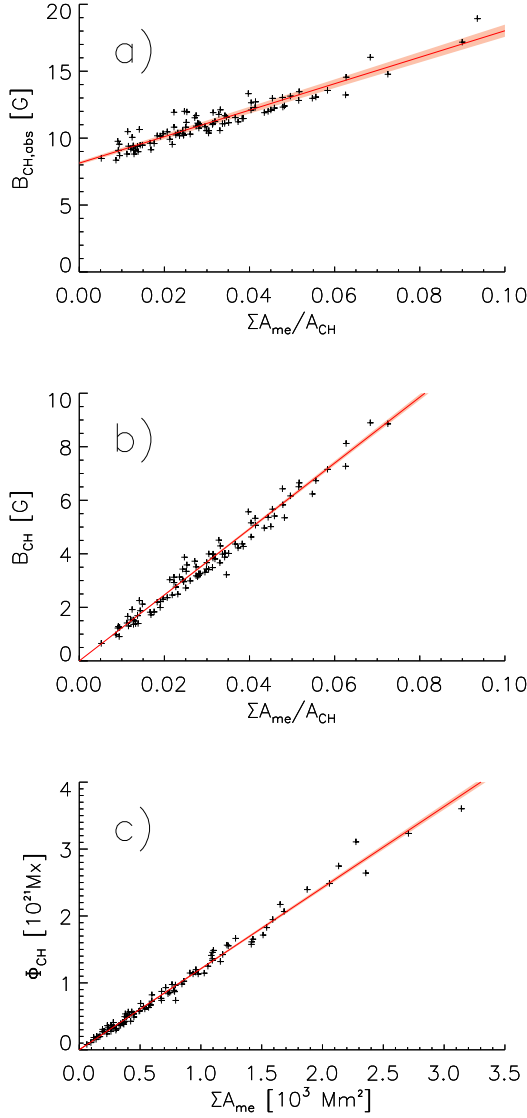 20
15
10
5
0
B_CH,abs [G]
a)
0.00 0.02 0.04 0.06 0.08 0.10
ΣA_me/A_CH
10
8
6
4
2
0
B_CH [G]
b)
0.00 0.02 0.04 0.06 0.08 0.10
ΣA_me/A_CH
4
3
2
1
0
Φ_CH [10²¹Mx]
c)
0.0 0.5 1.0 1.5 2.0 2.5 3.0 3.5
ΣA_me [10³ Mm²]